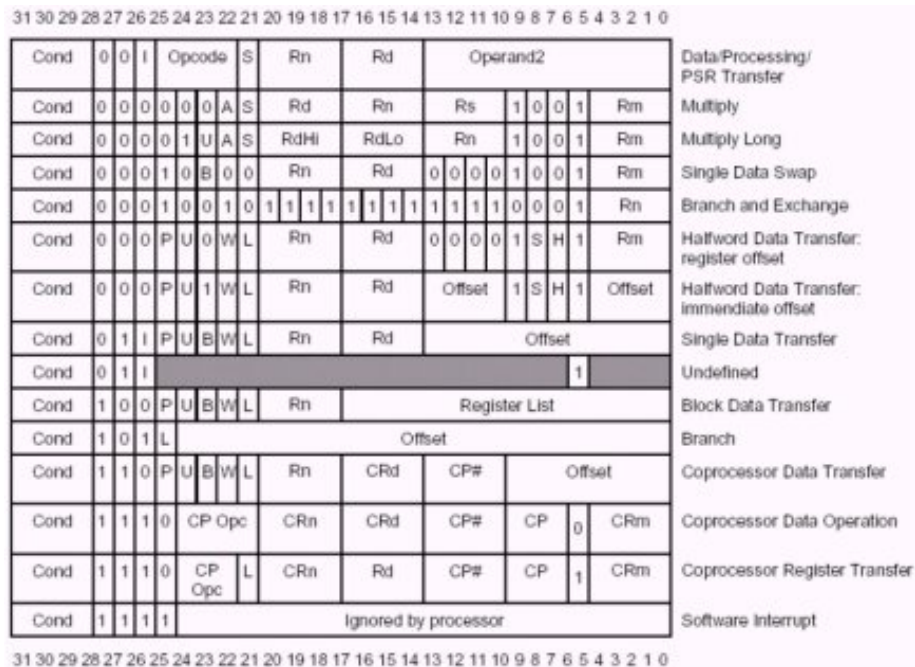 31 30 29 28 27 26 25 24 23 22 21 20 19 18 17 16 15 14 13 12 11 10 9 8 7 6 5 4 3 2 1 0
Cond 0 0 I Opcode S Rn Rd Operand2 Data/Processing/
PSR Transfer
Cond 0 0 0 0 0 0 A S Rd Rn Rs 1 0 0 1 Rm Multiply
Cond 0 0 0 0 1 U A S RdHi RdLo Rn 1 0 0 1 Rm Multiply Long
Cond 0 0 0 1 0 B 0 0 Rn Rd 0 0 0 0 1 0 0 1 Rm Single Data Swap
Cond 0 0 0 1 0 0 1 0 1 1 1 1 1 1 1 1 1 1 1 1 0 0 0 1 Rn Branch and Exchange
Cond 0 0 0 P U 0 W L Rn Rd 0 0 0 0 1 S H 1 Rm Halfword Data Transfer:
register offset
Cond 0 0 0 P U 1 W L Rn Rd Offset 1 S H 1 Offset Halfword Data Transfer:
immendiate offset
Cond 0 1 I P U B W L Rn Rd Offset Single Data Transfer
Cond 0 1 I 1 Undefined
Cond 1 0 0 P U B W L Rn Register List Block Data Transfer
Cond 1 0 1 L Offset Branch
Cond 1 1 0 P U B W L Rn CRd CP# Offset Coprocessor Data Transfer
Cond 1 1 1 0 CP Opc CRn CRd CP# CP 0 CRm Coprocessor Data Operation
Cond 1 1 1 0 CP Opc L CRn Rd CP# CP 1 CRm Coprocessor Register Transfer
Cond 1 1 1 1 Ignored by processor Software Interrupt
31 30 29 28 27 26 25 24 23 22 21 20 19 18 17 16 15 14 13 12 11 10 9 8 7 6 5 4 3 2 1 0